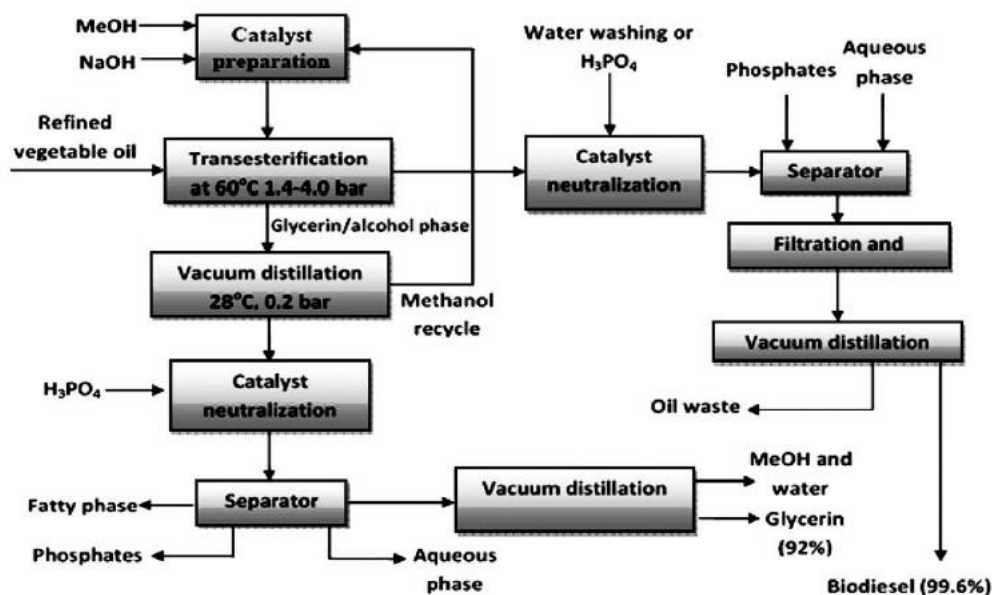 MeOH
NaOH
Catalyst
preparation
Water washing or
H₃PO₄
Aqueous
phase
Phosphates
Refined
vegetable oil
Transesterification
at 60°C 1.4-4.0 bar
Catalyst
neutralization
Separator
Glycerin/alcohol phase
Filtration and
Vacuum distillation
28°C, 0.2 bar
Methanol
recycle
Vacuum distillation
H₃PO₄
Catalyst
neutralization
Oil waste
Fatty phase
Separator
Vacuum distillation
MeOH and
water
Glycerin
(92%)
Phosphates
Aqueous
phase
Biodiesel (99.6%)